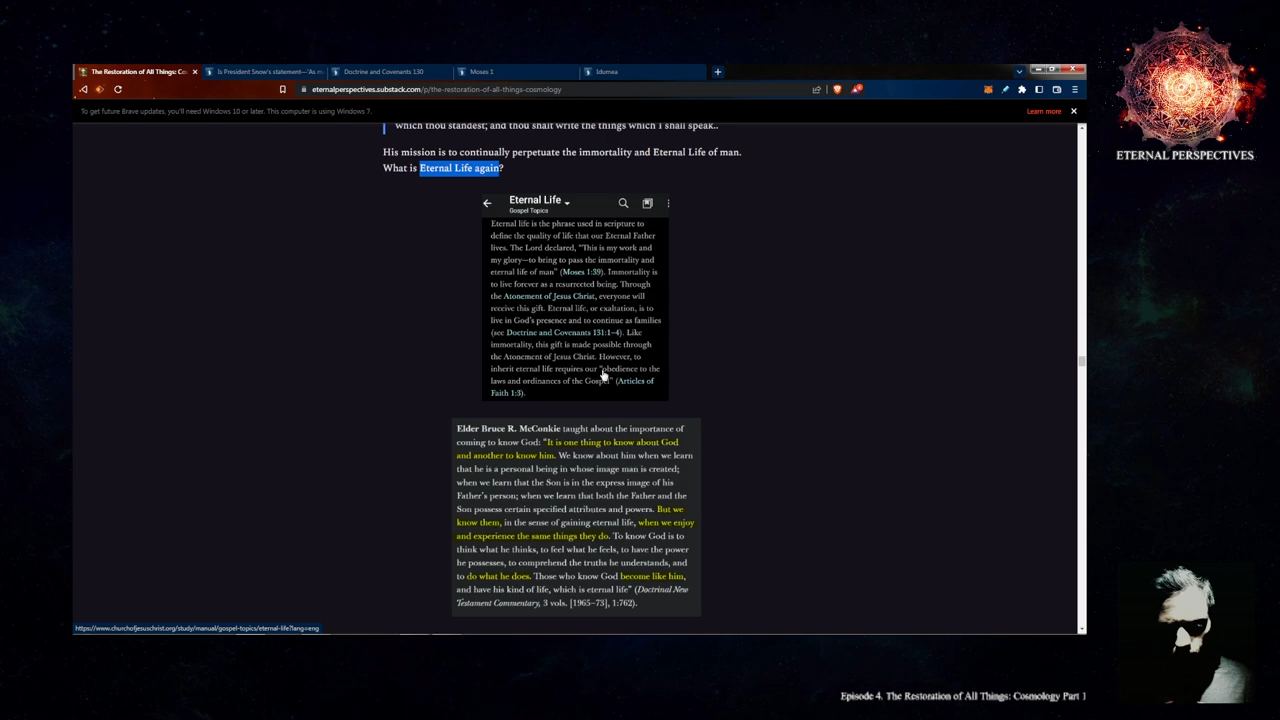 The Restoration of All Things: Co
Is President Snow's statement—'As m
Doctrine and Covenants 130
Moses 1
Idumea
eternalperspectives.substack.com/p/the-restoration-of-all-things-cosmology
To get future Brave updates, you'll need Windows 10 or later. This computer is using Windows 7.
Learn more
ETERNAL PERSPECTIVES
which thou standest; and thou shalt write the things which I shall speak..
His mission is to continually perpetuate the immortality and Eternal Life of man.
What is Eternal Life again?
Eternal Life
Gospel Topics
Eternal life is the phrase used in scripture to
define the quality of life that our Eternal Father
lives. The Lord declared, "This is my work and
my glory—to bring to pass the immortality and
eternal life of man" (Moses 1:39). Immortality is
to live forever as a resurrected being. Through
the Atonement of Jesus Christ, everyone will
receive this gift. Eternal life, or exaltation, is to
live in God's presence and to continue as families
(see Doctrine and Covenants 131:1–4). Like
immortality, this gift is made possible through
the Atonement of Jesus Christ. However, to
inherit eternal life requires our "obedience to the
laws and ordinances of the Gospel" (Articles of
Faith 1:3).
Elder Bruce R. McConkie taught about the importance of
coming to know God: "It is one thing to know about God
and another to know him. We know about him when we learn
that he is a personal being in whose image man is created;
when we learn that the Son is in the express image of his
Father's person; when we learn that both the Father and the
Son possess certain specified attributes and powers. But we
know them, in the sense of gaining eternal life, when we enjoy
and experience the same things they do. To know God is to
think what he thinks, to feel what he feels, to have the power
he possesses, to comprehend the truths he understands, and
to do what he does. Those who know God become like him,
and have his kind of life, which is eternal life" (Doctrinal New
Testament Commentary, 3 vols. [1965–73], 1:762).
https://www.churchofjesuschrist.org/study/manual/gospel-topics/eternal-life?lang=eng
Episode 4. The Restoration of All Things: Cosmology Part 1